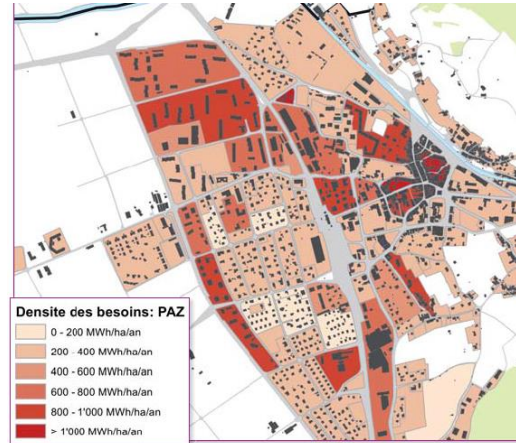 Densite des besoins: PAZ
0 - 200 MWh/ha/an
200 - 400 MWh/ha/an
400 - 600 MWh/ha/an
600 - 800 MWh/ha/an
800 - 1'000 MWh/ha/an
> 1'000 MWh/ha/an